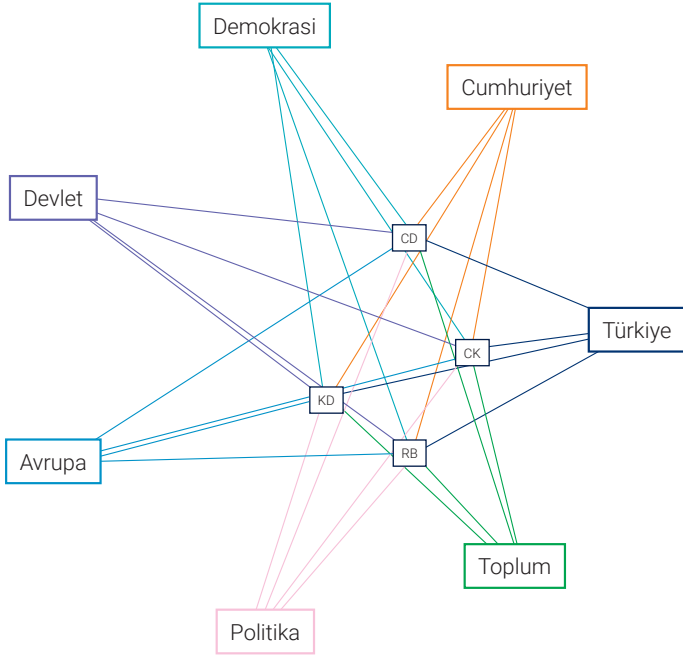 Demokrasi
Cumhuriyet
Devlet
CD
Türkiye
CK
KD
RB
Avrupa
Toplum
Politika